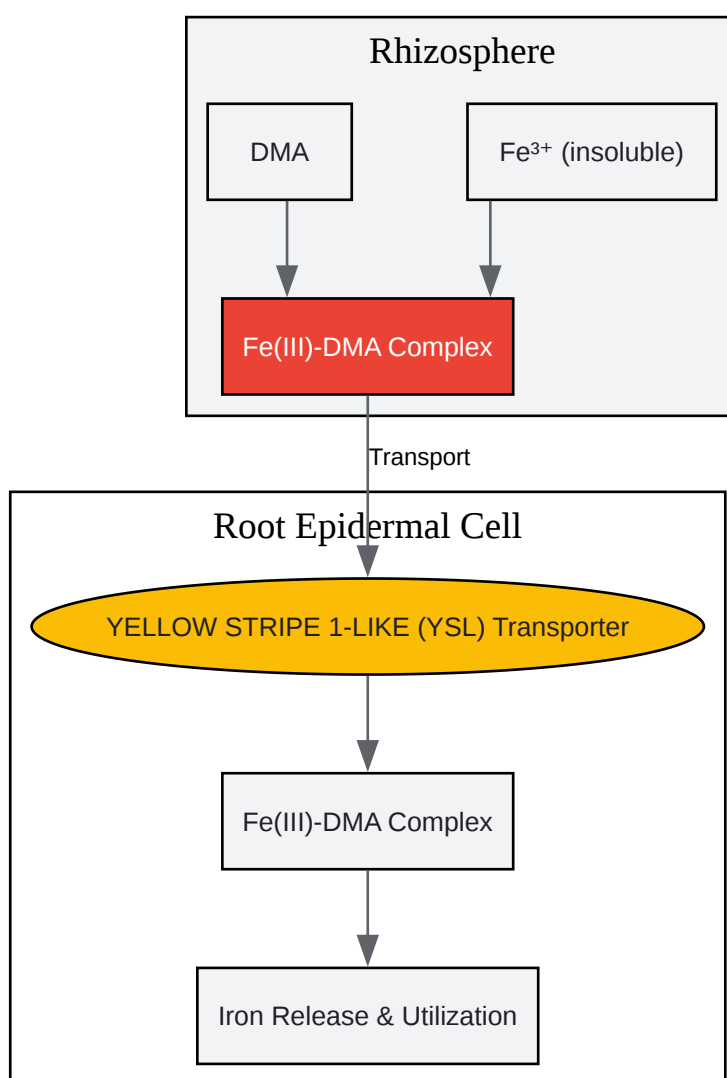 Rhizosphere
DMA
Fe³⁺ (insoluble)
Fe(III)-DMA Complex
Transport
Root Epidermal Cell
YELLOW STRIPE 1-LIKE (YSL) Transporter
Fe(III)-DMA Complex
Iron Release & Utilization